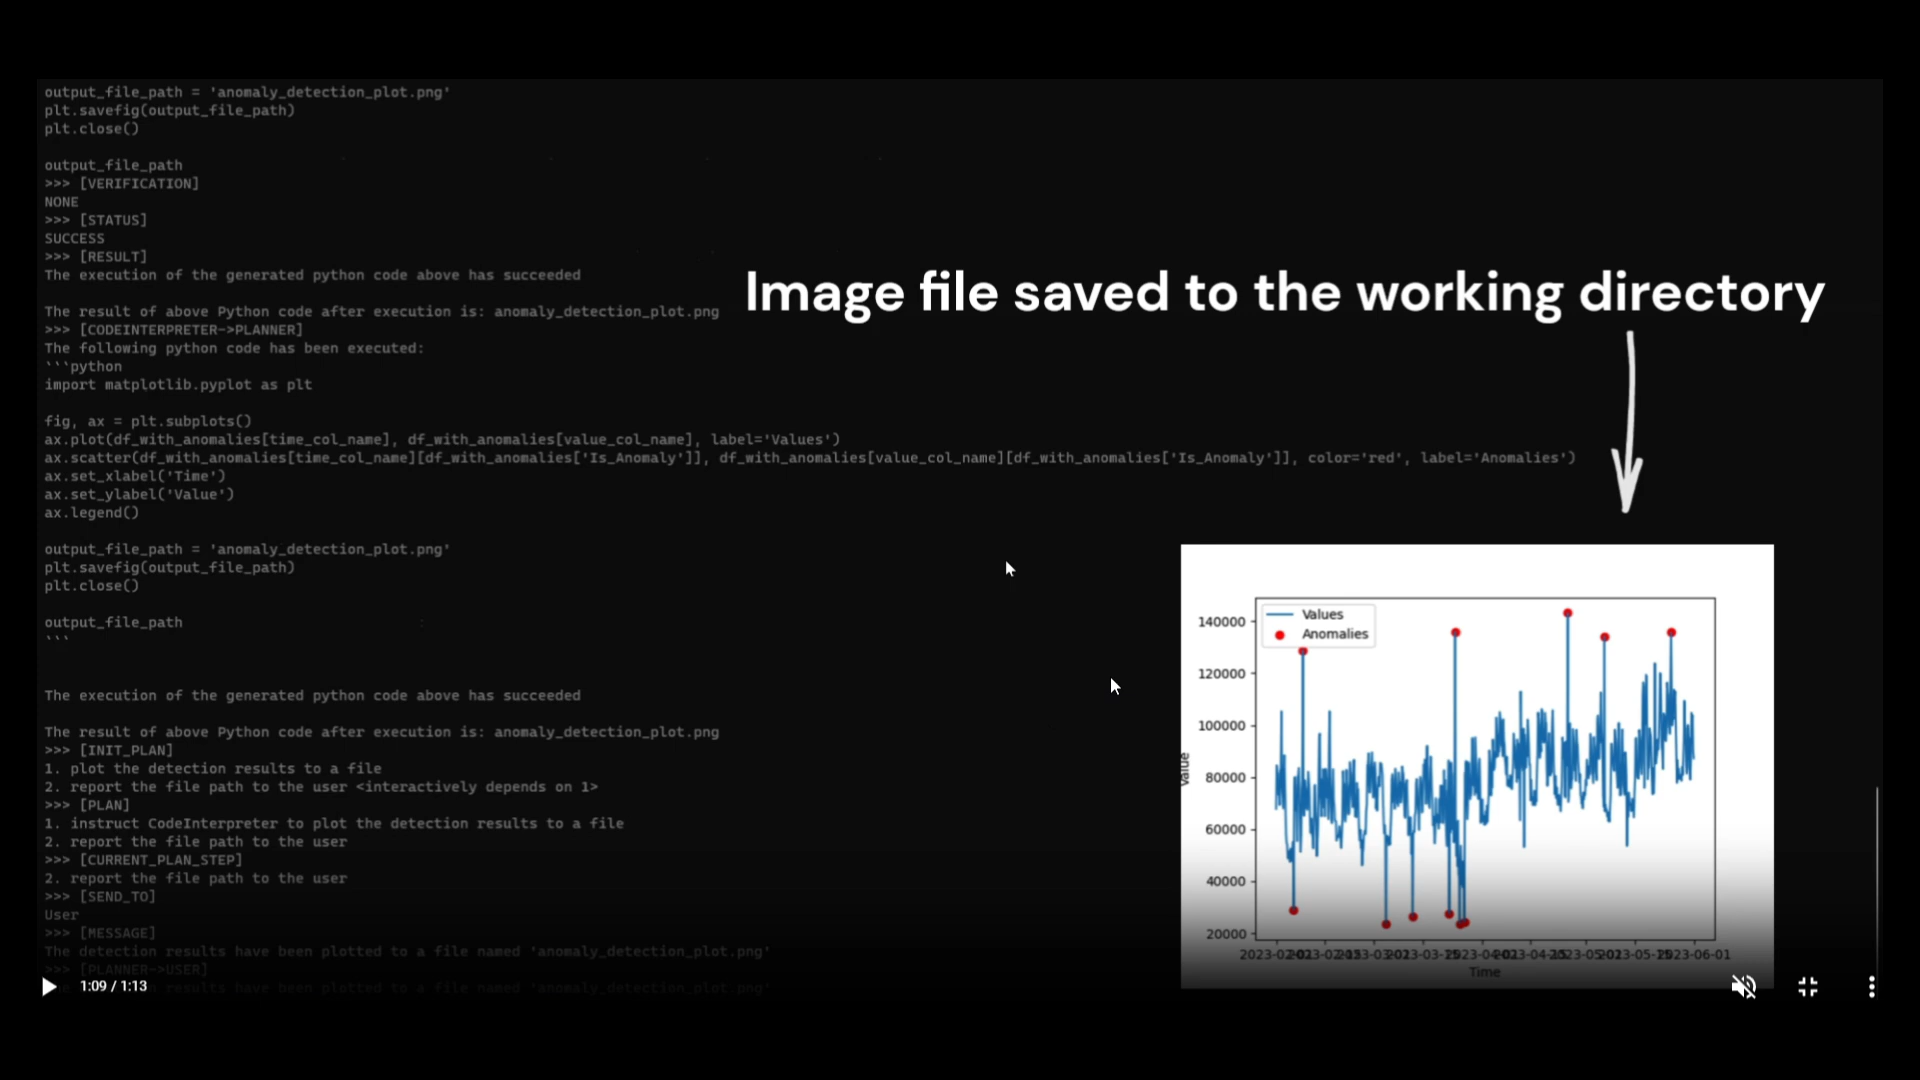 output_file_path = 'anomaly_detection_plot.png'
plt.savefig(output_file_path)
plt.close()
output_file_path
>>> [VERIFICATION]
NONE
>>> [STATUS]
SUCCESS
>>> [RESULT]
The execution of the generated python code above has succeeded
Image file saved to the working directory
The result of above Python code after execution is: anomaly_detection_plot.png
>>> [CODEINTERPRETER->PLANNER]
The following python code has been executed:
```python
import matplotlib.pyplot as plt
fig, ax = plt.subplots()
ax.plot(df_with_anomalies[time_col_name], df_with_anomalies[value_col_name], label='Values')
ax.scatter(df_with_anomalies[time_col_name][df_with_anomalies['Is_Anomaly']], df_with_anomalies[value_col_name][df_with_anomalies['Is_Anomaly']], color='red', label='Anomalies')
ax.set_xlabel('Time')
ax.set_ylabel('Value')
ax.legend()
output_file_path = 'anomaly_detection_plot.png'
plt.savefig(output_file_path)
plt.close()
output_file_path
```
The execution of the generated python code above has succeeded
The result of above Python code after execution is: anomaly_detection_plot.png
>>> [INIT_PLAN]
1. plot the detection results to a file
2. report the file path to the user <interactively depends on 1>
>>> [PLAN]
1. instruct CodeInterpreter to plot the detection results to a file
2. report the file path to the user
>>> [CURRENT_PLAN_STEP]
2. report the file path to the user
>>> [SEND_TO]
User
>>> [MESSAGE]
The detection results have been plotted to a file named 'anomaly_detection_plot.png'
>>> [PLANNER->USER]
results have been plotted to a file named 'anomaly_detection_plot.png'
1:09 / 1:13
Values
Anomalies
140000
120000
100000
80000
60000
40000
20000
Value
2023-06-01
Time